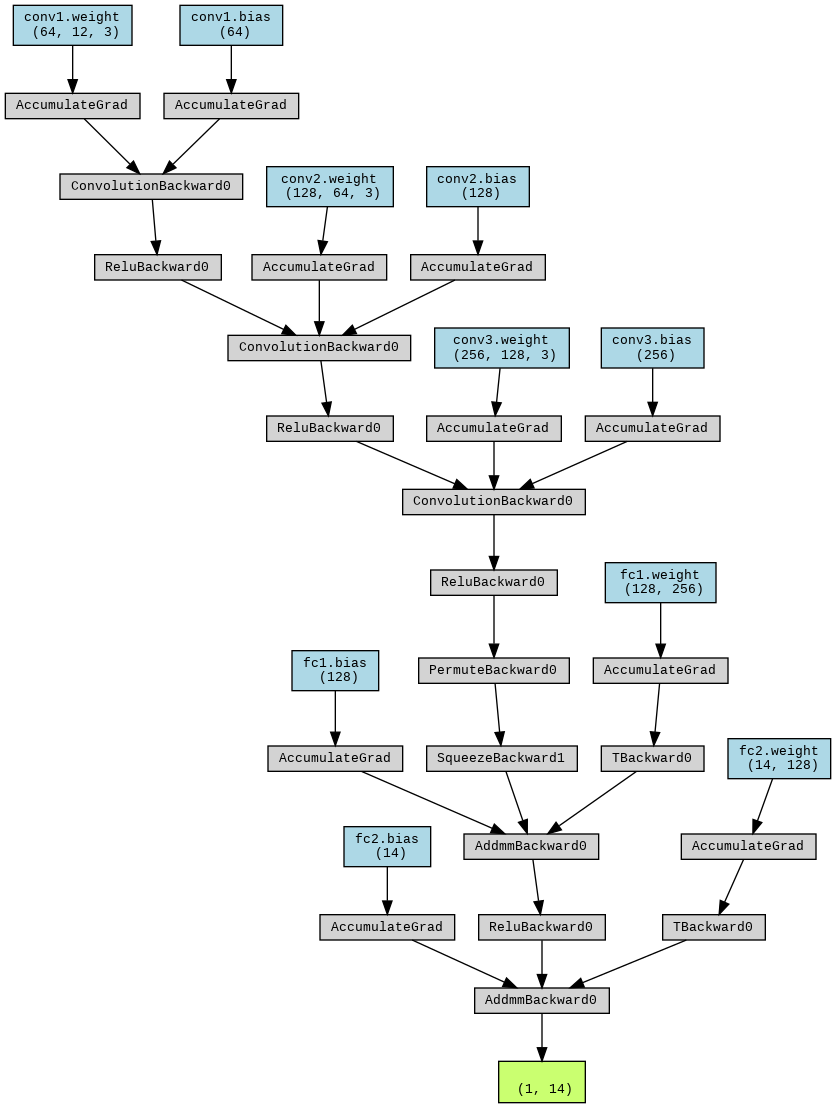 conv1.weight
(64, 12, 3)
conv1.bias
(64)
AccumulateGrad
AccumulateGrad
ConvolutionBackward0
conv2.weight
(128, 64, 3)
conv2.bias
(128)
ReluBackward0
AccumulateGrad
AccumulateGrad
ConvolutionBackward0
conv3.weight
(256, 128, 3)
conv3.bias
(256)
ReluBackward0
AccumulateGrad
AccumulateGrad
ConvolutionBackward0
ReluBackward0
fc1.weight
(128, 256)
fc1.bias
(128)
PermuteBackward0
AccumulateGrad
AccumulateGrad
SqueezeBackward1
TBackward0
fc2.weight
(14, 128)
fc2.bias
(14)
AddmmBackward0
AccumulateGrad
AccumulateGrad
ReluBackward0
TBackward0
AddmmBackward0
(1, 14)